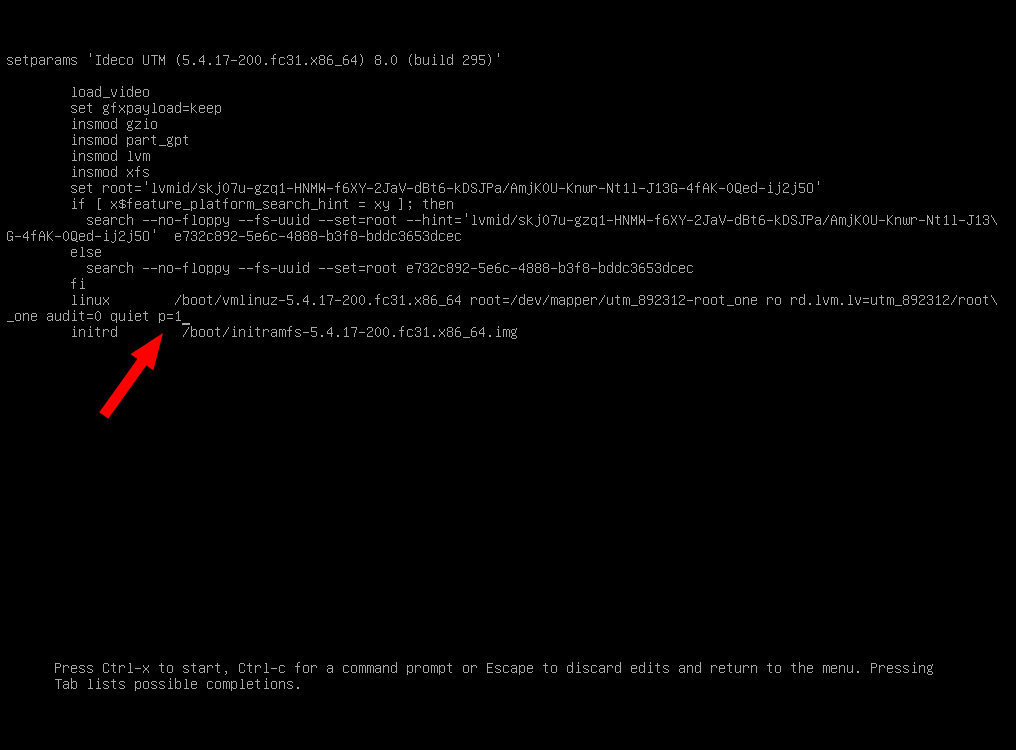 setparams 'Ideco UTM (5.4.17-200.fc31.x86_64) 8.0 (build 295)'
load_video
set gfxpayload=keep
insmod gzio
insmod part_gpt
insmod lvm
insmod xfs
set root='lvmid/skj07u-gzq1-HNMW-f6XY-2JaV-dBt6-kDSJPa/AmjK0U-Knwr-Nt1l-J13G-4fAK-0Qed-ij2j5O'
if [ x$feature_platform_search_hint = xy ]; then
search --no-floppy --fs-uuid --set=root --hint='lvmid/skj07u-gzq1-HNMW-f6XY-2JaV-dBt6-kDSJPa/AmjK0U-Knwr-Nt1l-J13\
G-4fAK-0Qed-ij2j5O'  e732c892-5e6c-4888-b3f8-bddc3653dcec
else
search --no-floppy --fs-uuid --set=root e732c892-5e6c-4888-b3f8-bddc3653dcec
fi
linux        /boot/vmlinuz-5.4.17-200.fc31.x86_64 root=/dev/mapper/utm_892312-root_one ro rd.lvm.lv=utm_892312/root\
_one audit=0 quiet p=1_
initrd        /boot/initramfs-5.4.17-200.fc31.x86_64.img
Press Ctrl-x to start, Ctrl-c for a command prompt or Escape to discard edits and return to the menu. Pressing
Tab lists possible completions.